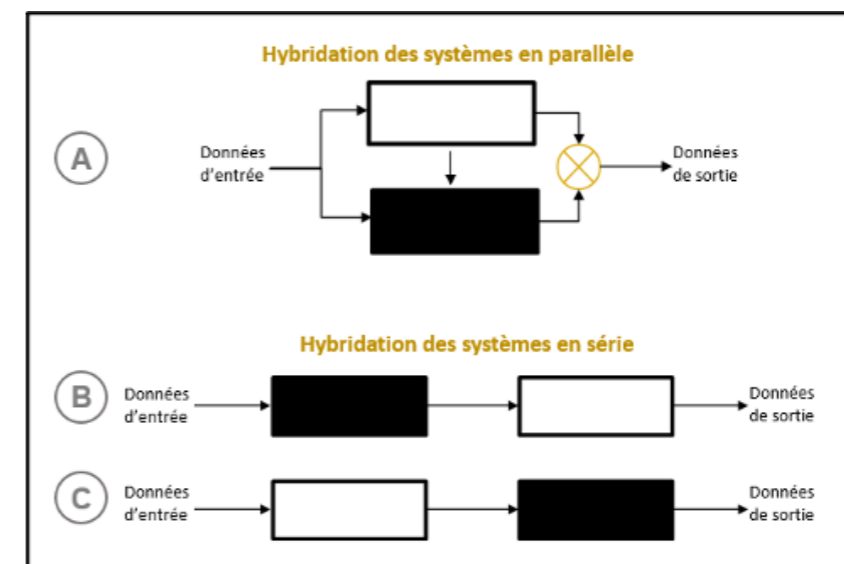 Hybridation des systèmes en parallèle
A
Données
d'entrée
Données
de sortie
Hybridation des systèmes en série
B
Données
d'entrée
Données
de sortie
C
Données
d'entrée
Données
de sortie